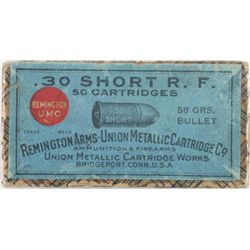 .30 SHORT R. F.
50 CARTRIDGES
REMINGTON
UMC
.30
SHORT
58 GRS.
BULLET
TRADE MARK
REMINGTON ARMS-UNION METALLIC CARTRIDGE CO
AMMUNITION & FIREARMS
UNION METALLIC CARTRIDGE WORKS
BRIDGEPORT, CONN. U.S.A.